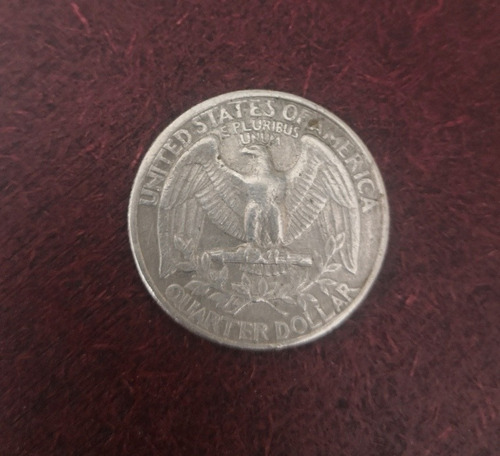 UNITED STATES OF AMERICA
E PLURIBUS
UNUM
QUARTER DOLLAR